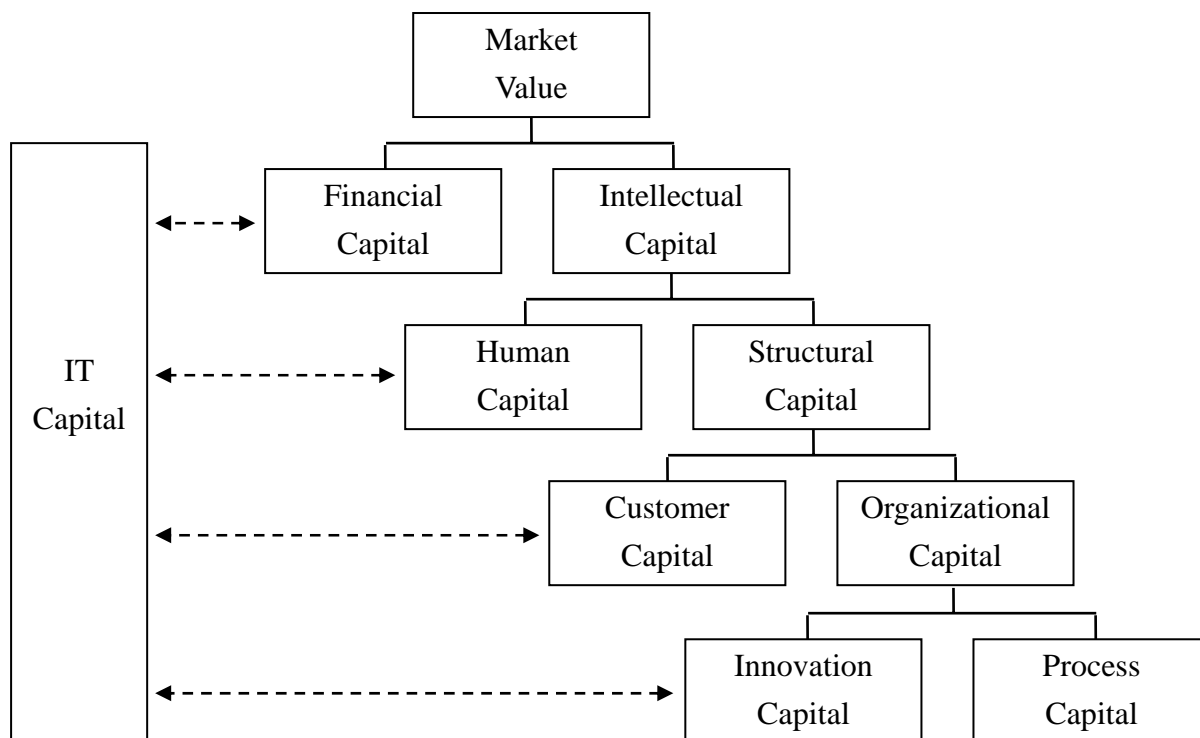 Market
Value
Financial
Capital
Intellectual
Capital
IT
Capital
Human
Capital
Structural
Capital
Customer
Capital
Organizational
Capital
Innovation
Capital
Process
Capital